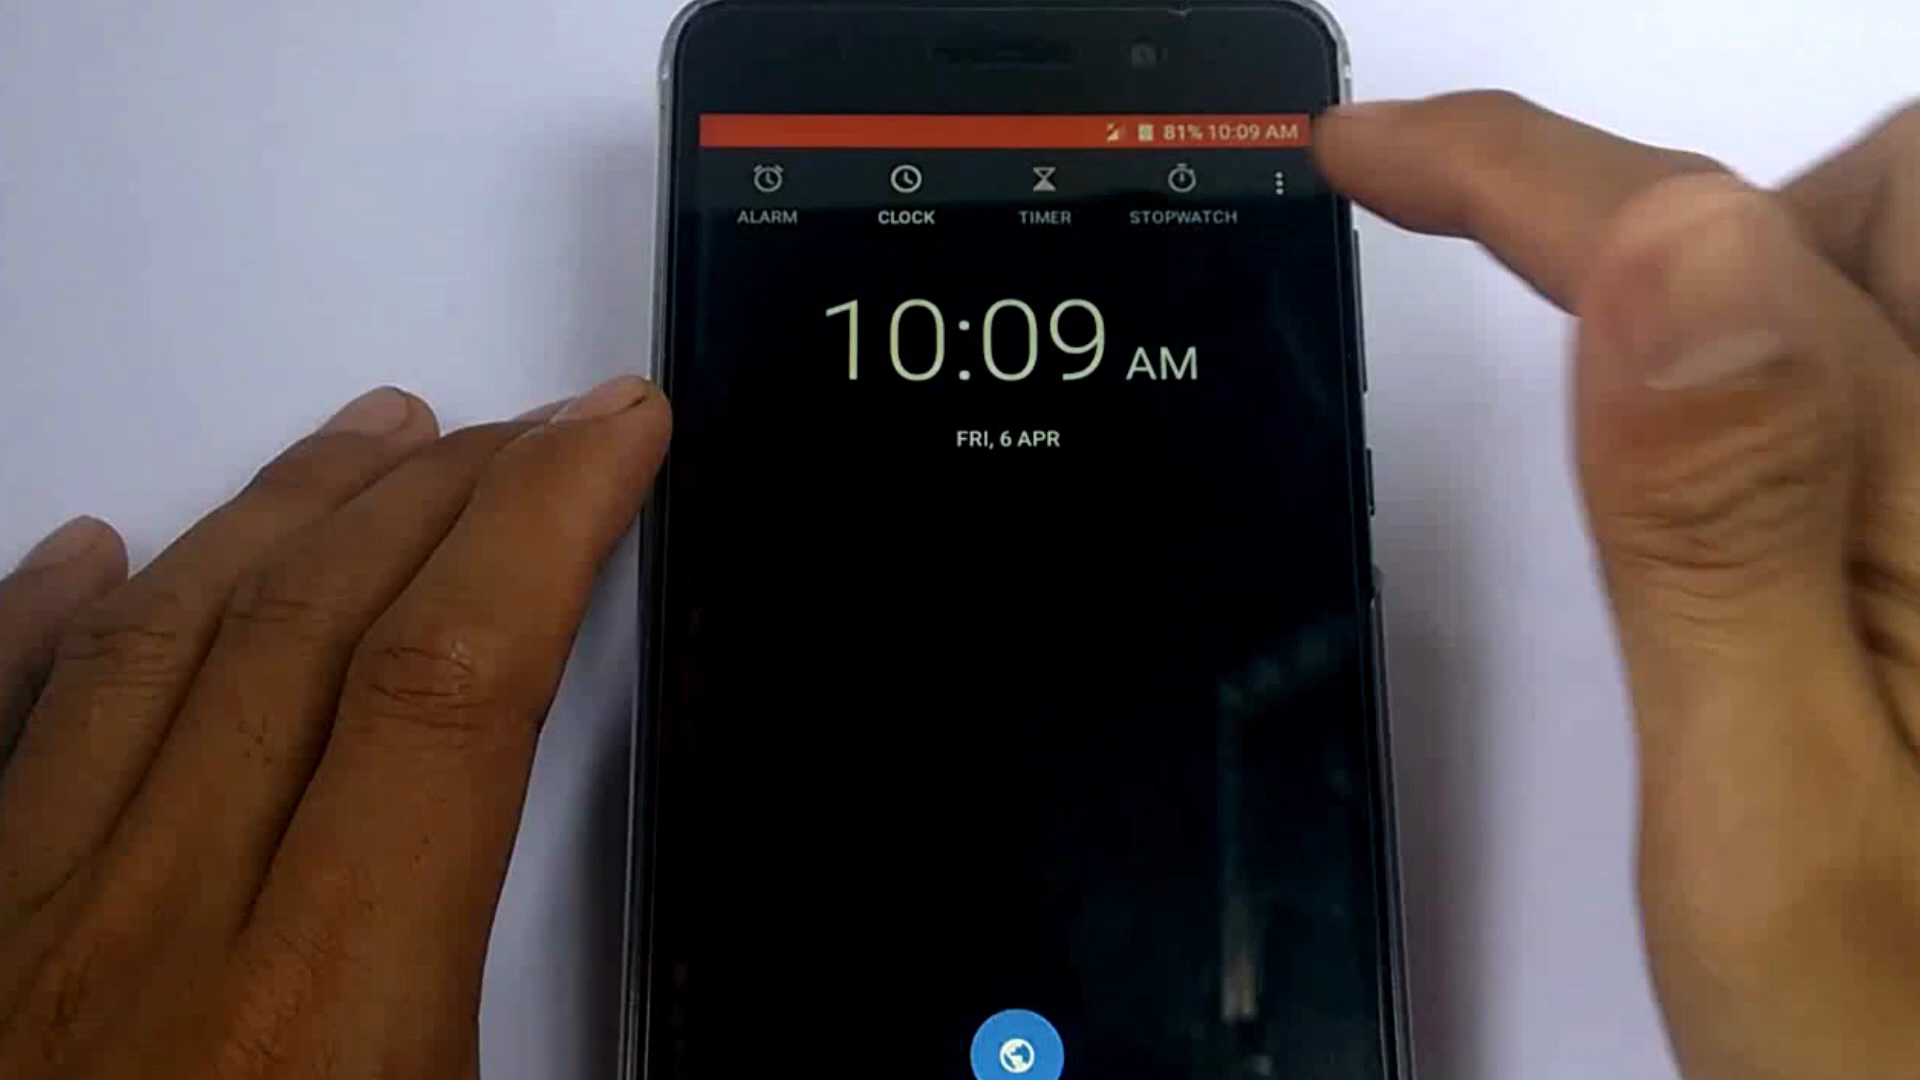 81% 10:09 AM
ALARM CLOCK TIMER STOPWATCH
10:09 AM
FRI, 6 APR